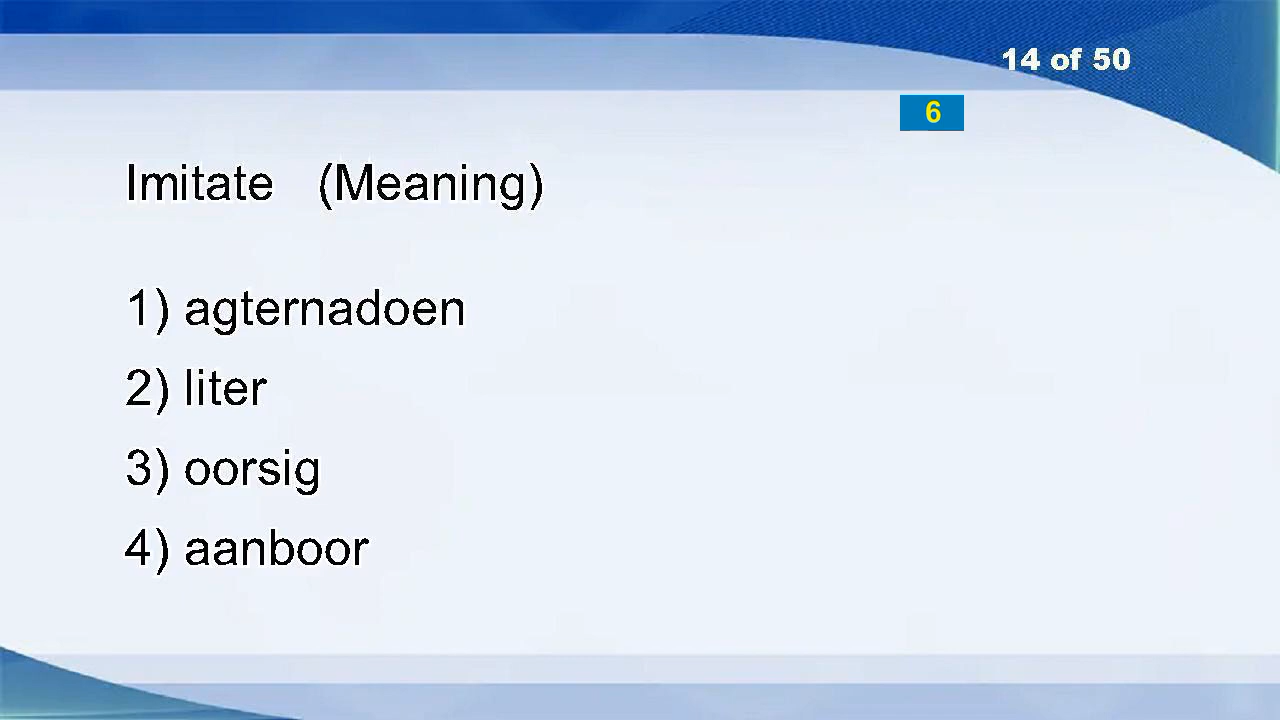 14 of 50
6
Imitate (Meaning)
1) agternadoen
2) liter
3) oorsig
4) aanboor